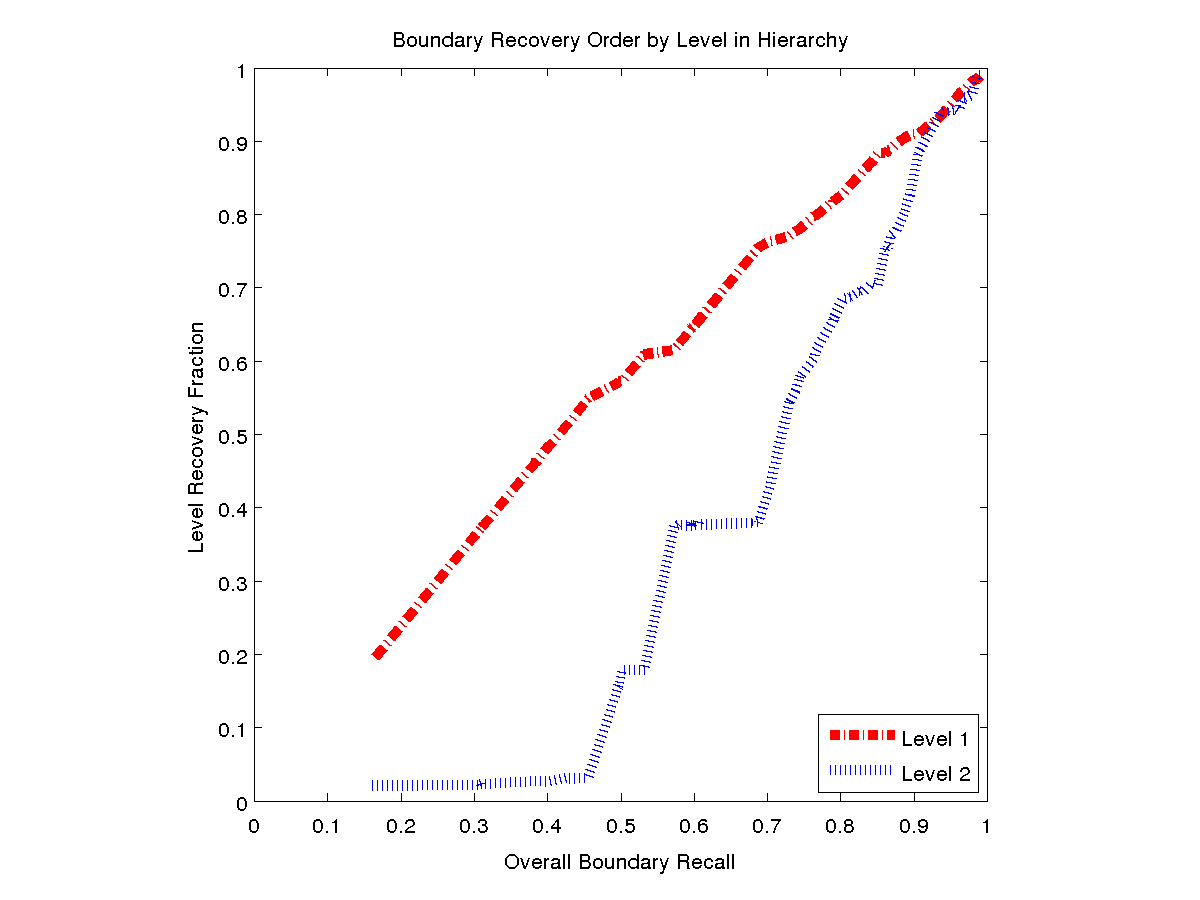 Boundary Recovery Order by Level in Hierarchy
1
0.9
0.8
0.7
0.6
0.5
0.4
0.3
0.2
0.1
0
Level Recovery Fraction
Level 1
Level 2
0 0.1 0.2 0.3 0.4 0.5 0.6 0.7 0.8 0.9 1
Overall Boundary Recall